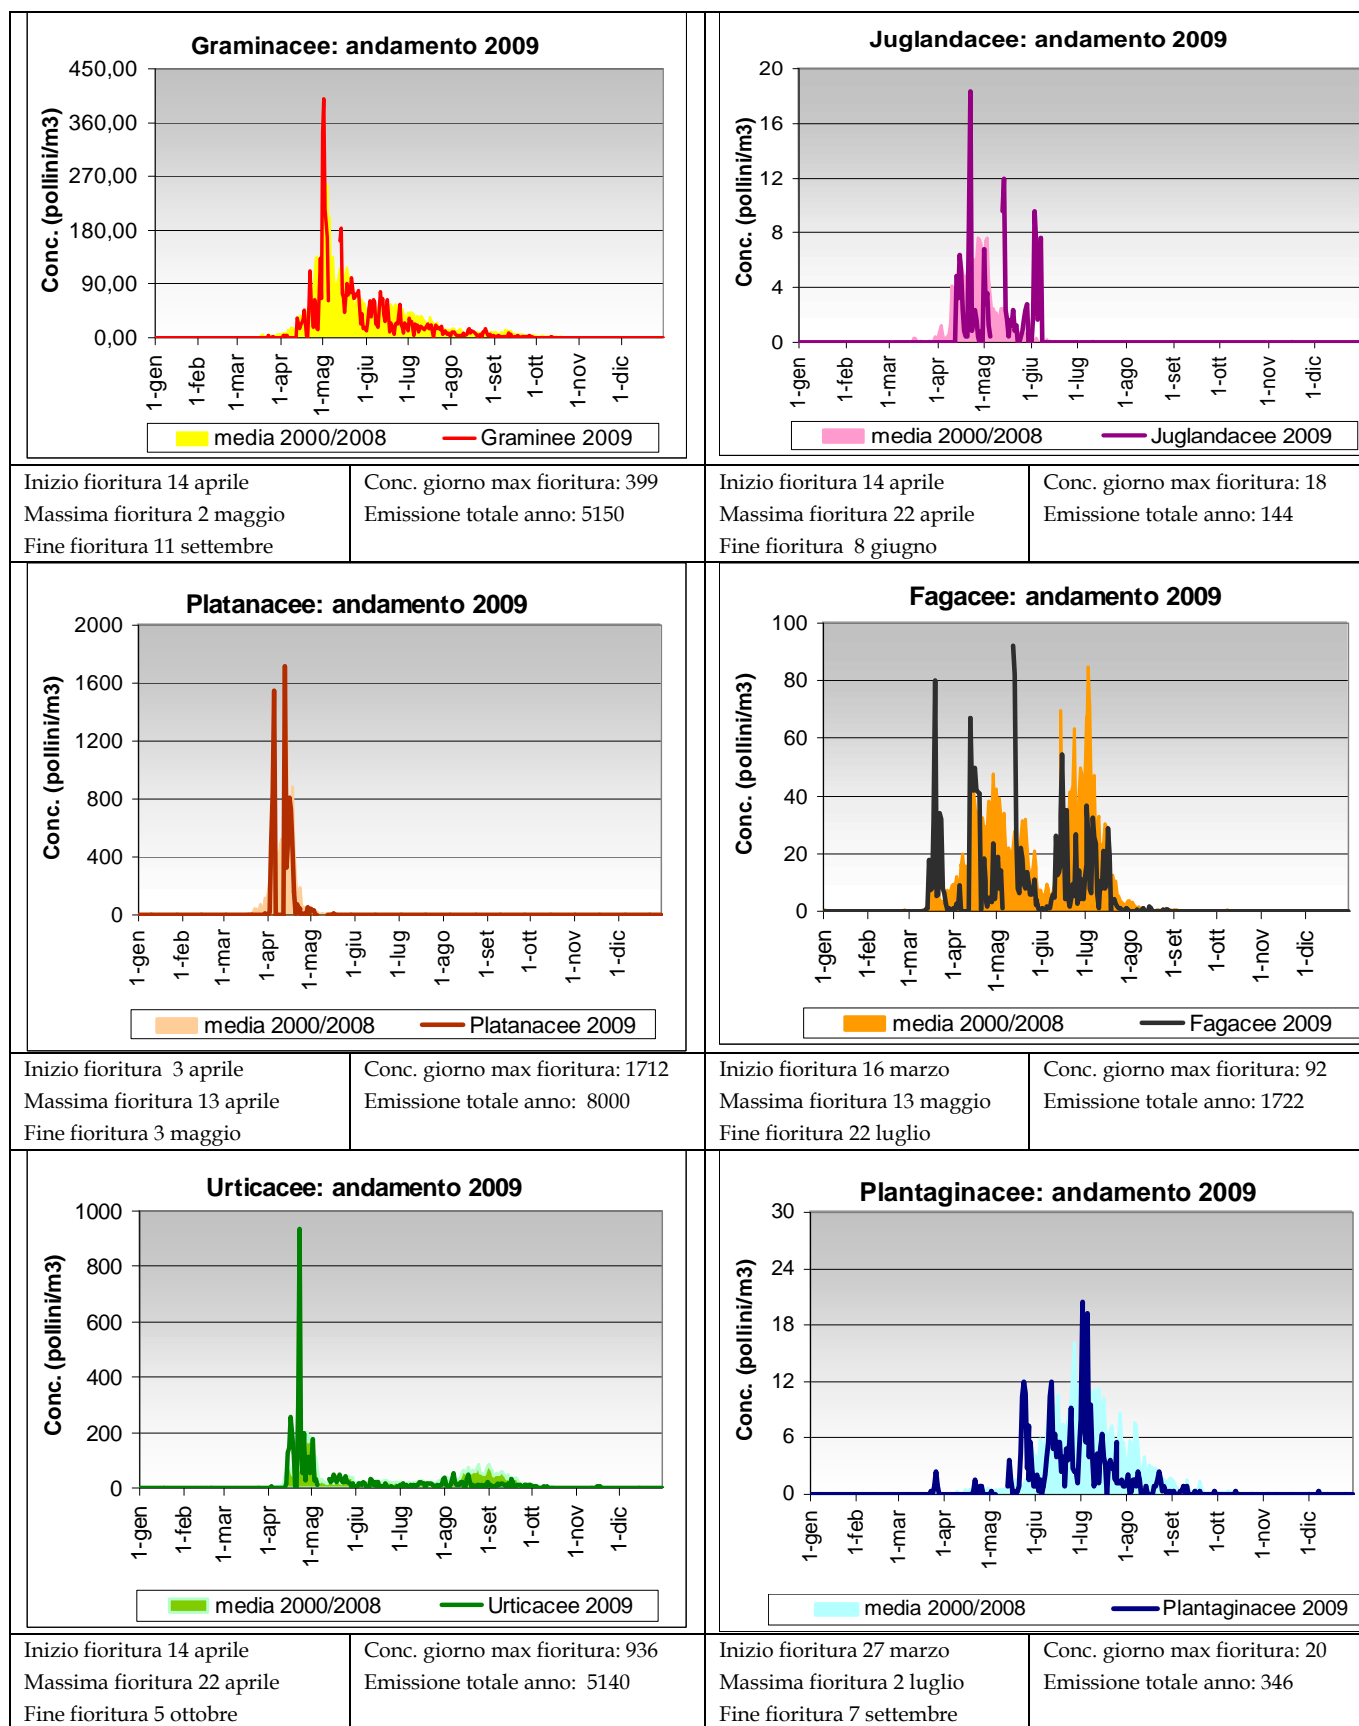 Graminacee: andamento 2009
Conc. (pollini/m3)
450,00
360,00
270,00
180,00
90,00
0,00
1-gen
1-feb
1-mar
1-apr
1-mag
1-giu
1-lug
1-ago
1-set
1-ott
1-nov
1-dic
media 2000/2008
Graminee 2009
Juglandacee: andamento 2009
Conc. (pollini/m3)
20
16
12
8
4
0
1-gen
1-feb
1-mar
1-apr
1-mag
1-giu
1-lug
1-ago
1-set
1-ott
1-nov
1-dic
media 2000/2008
Juglandacee 2009
Inizio fioritura 14 aprile
Massima fioritura 2 maggio
Fine fioritura 11 settembre
Conc. giorno max fioritura: 399
Emissione totale anno: 5150
Inizio fioritura 14 aprile
Massima fioritura 22 aprile
Fine fioritura 8 giugno
Conc. giorno max fioritura: 18
Emissione totale anno: 144
Platanacee: andamento 2009
Conc. (pollini/m3)
2000
1600
1200
800
400
0
1-gen
1-feb
1-mar
1-apr
1-mag
1-giu
1-lug
1-ago
1-set
1-ott
1-nov
1-dic
media 2000/2008
Platanacee 2009
Fagacee: andamento 2009
Conc. (pollini/m3)
100
80
60
40
20
0
1-gen
1-feb
1-mar
1-apr
1-mag
1-giu
1-lug
1-ago
1-set
1-ott
1-nov
1-dic
media 2000/2008
Fagacee 2009
Inizio fioritura 3 aprile
Massima fioritura 13 aprile
Fine fioritura 3 maggio
Conc. giorno max fioritura: 1712
Emissione totale anno: 8000
Inizio fioritura 16 marzo
Massima fioritura 13 maggio
Fine fioritura 22 luglio
Conc. giorno max fioritura: 92
Emissione totale anno: 1722
Urticacee: andamento 2009
Conc. (pollini/m3)
1000
800
600
400
200
0
1-gen
1-feb
1-mar
1-apr
1-mag
1-giu
1-lug
1-ago
1-set
1-ott
1-nov
1-dic
media 2000/2008
Urticacee 2009
Plantaginacee: andamento 2009
Conc. (pollini/m3)
30
24
18
12
6
0
1-gen
1-feb
1-mar
1-apr
1-mag
1-giu
1-lug
1-ago
1-set
1-ott
1-nov
1-dic
media 2000/2008
Plantaginacee 2009
Inizio fioritura 14 aprile
Massima fioritura 22 aprile
Fine fioritura 5 ottobre
Conc. giorno max fioritura: 936
Emissione totale anno: 5140
Inizio fioritura 27 marzo
Massima fioritura 2 luglio
Fine fioritura 7 settembre
Conc. giorno max fioritura: 20
Emissione totale anno: 346